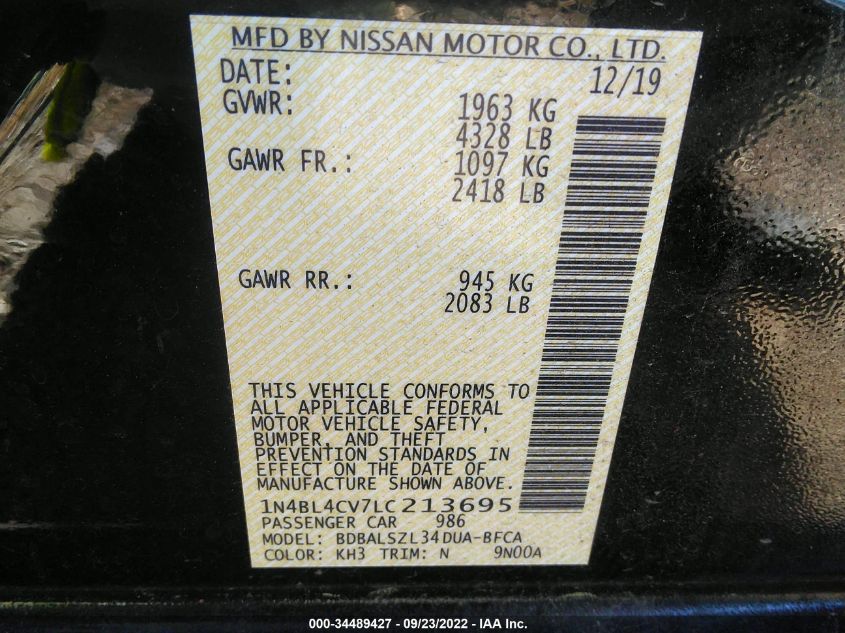 MFD BY NISSAN MOTOR CO., LTD.
DATE: 12/19
GVWR: 1963 KG
4328 LB
GAWR FR.: 1097 KG
2418 LB
GAWR RR.: 945 KG
2083 LB
THIS VEHICLE CONFORMS TO
ALL APPLICABLE FEDERAL
MOTOR VEHICLE SAFETY,
BUMPER, AND THEFT
PREVENTION STANDARDS IN
EFFECT ON THE DATE OF
MANUFACTURE SHOWN ABOVE.
1N4BL4CV7LC213695
PASSENGER CAR 986
MODEL: BDBALSZL34DUA-BFCA
COLOR: KH3 TRIM: N 9N00A
000-34489427 - 09/23/2022 - IAA Inc.